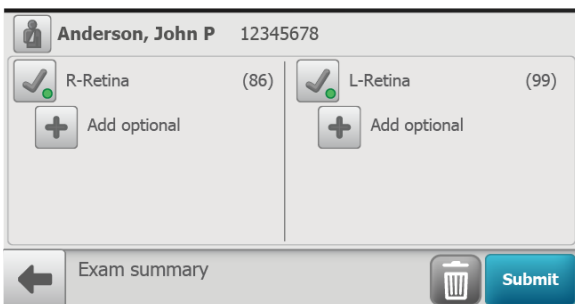 Anderson, John P 12345678
R-Retina (86)
Add optional
L-Retina (99)
Add optional
Exam summary
Submit